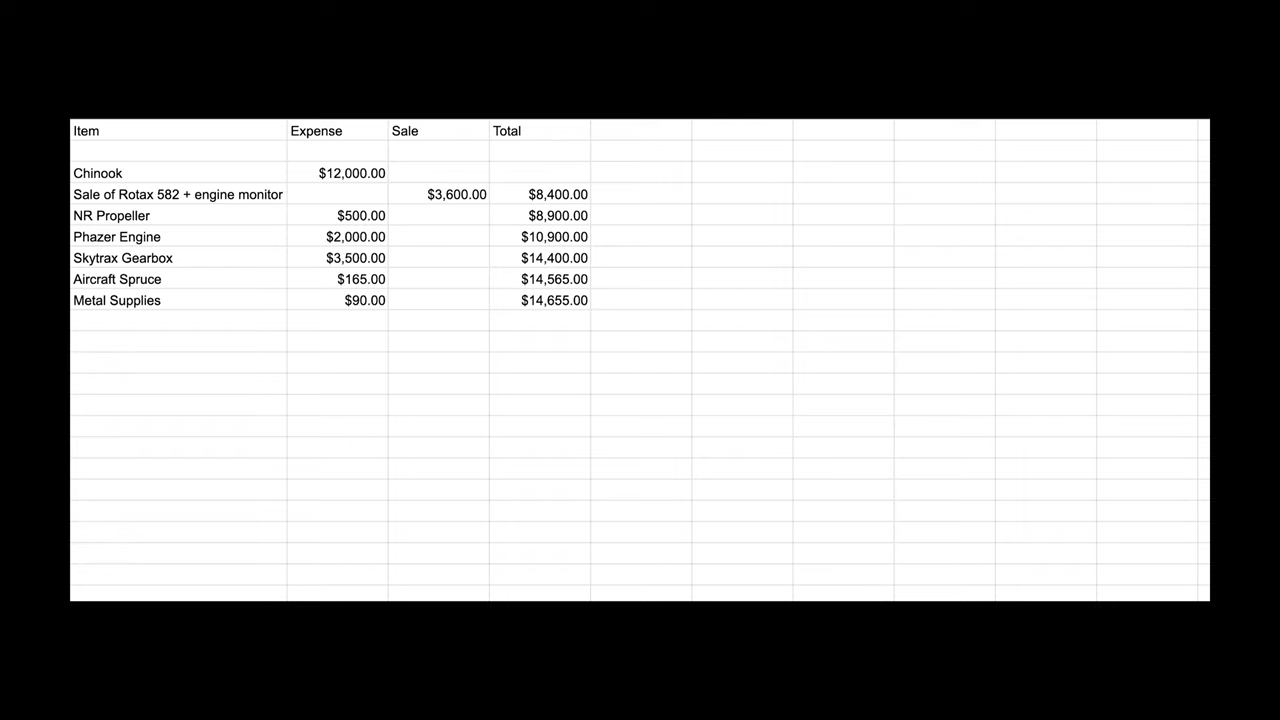 Item Expense Sale Total
Chinook $12,000.00
Sale of Rotax 582 + engine monitor $3,600.00 $8,400.00
NR Propeller $500.00 $8,900.00
Phazer Engine $2,000.00 $10,900.00
Skytrax Gearbox $3,500.00 $14,400.00
Aircraft Spruce $165.00 $14,565.00
Metal Supplies $90.00 $14,655.00